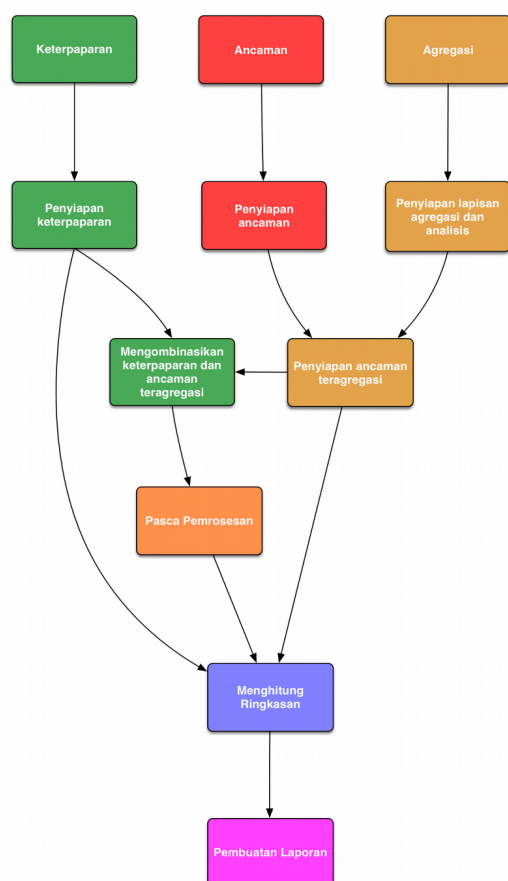 Keterpaparan
Ancaman
Agregasi
Penyiapan
keterpaparan
Penyiapan
ancaman
Penyiapan lapisan
agregasi dan
analisis
Mengombinasikan
keterpaparan dan
ancaman
teragregasi
Penyiapan ancaman
teragregasi
Pasca Pemrosesan
Menghitung
Ringkasan
Pembuatan Laporan